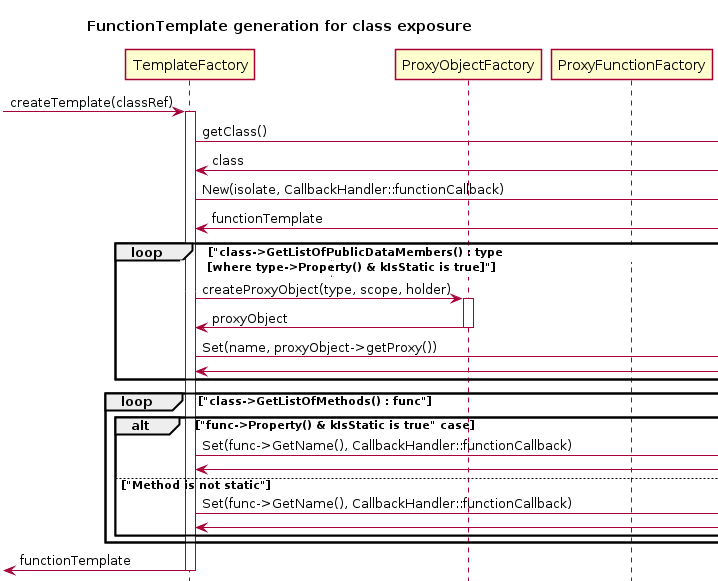 FunctionTemplate generation for class exposure
TemplateFactory
ProxyObjectFactory
ProxyFunctionFactory
createTemplate(classRef)
getClass()
class
New(isolate, CallbackHandler::functionCallback)
functionTemplate
loop
["class->GetListOfPublicDataMembers() : type
[where type->Property() & kIsStatic is true]"]
createProxyObject(type, scope, holder)
proxyObject
Set(name, proxyObject->getProxy())
loop
["class->GetListOfMethods() : func"]
alt
["func->Property() & kIsStatic is true" case]
Set(func->GetName(), CallbackHandler::functionCallback)
["Method is not static"]
Set(func->GetName(), CallbackHandler::functionCallback)
functionTemplate